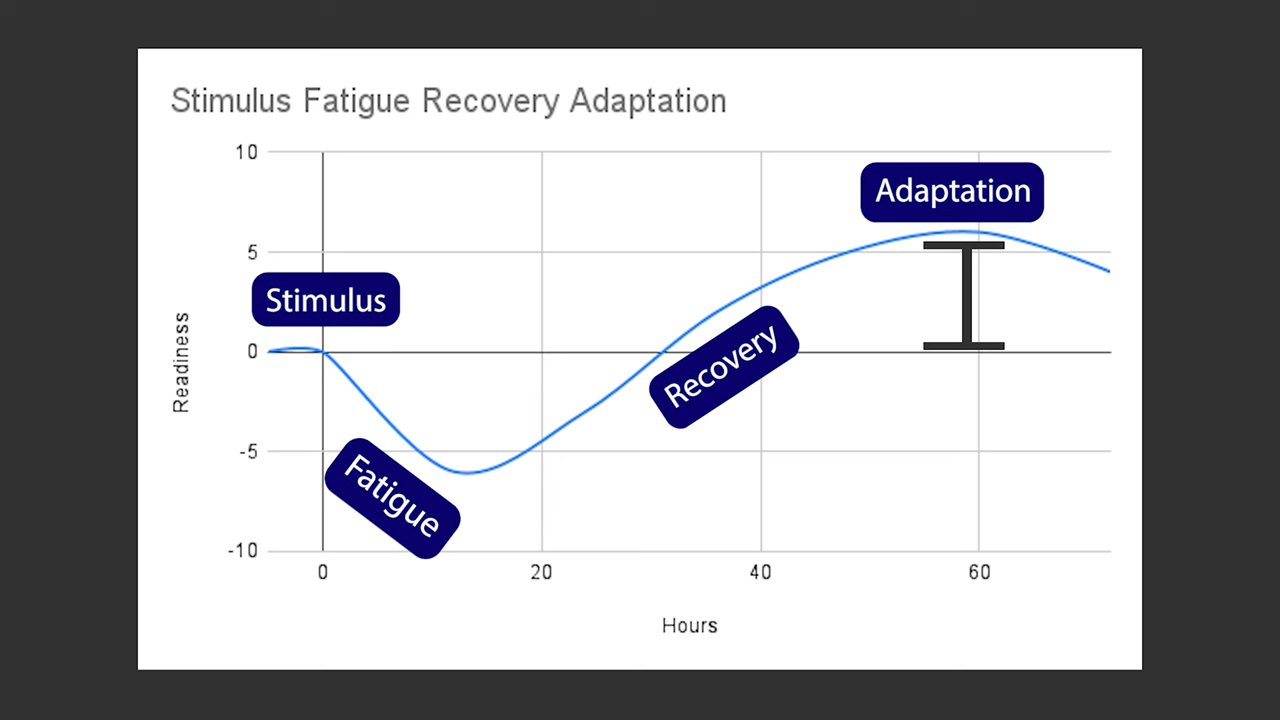 Stimulus Fatigue Recovery Adaptation
10
5
0
-5
-10
Readiness
Stimulus
Fatigue
Recovery
Adaptation
0
20
40
60
Hours